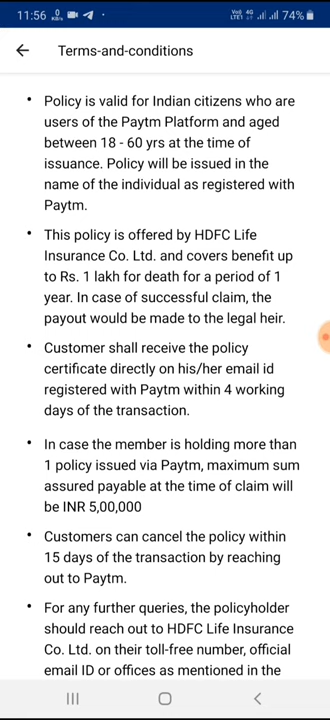 11:56 0 KB/s Vo) 4G LTE1 74%
Terms-and-conditions
• Policy is valid for Indian citizens who are
users of the Paytm Platform and aged
between 18 - 60 yrs at the time of
issuance. Policy will be issued in the
name of the individual as registered with
Paytm.
• This policy is offered by HDFC Life
Insurance Co. Ltd. and covers benefit up
to Rs. 1 lakh for death for a period of 1
year. In case of successful claim, the
payout would be made to the legal heir.
• Customer shall receive the policy
certificate directly on his/her email id
registered with Paytm within 4 working
days of the transaction.
• In case the member is holding more than
1 policy issued via Paytm, maximum sum
assured payable at the time of claim will
be INR 5,00,000
• Customers can cancel the policy within
15 days of the transaction by reaching
out to Paytm.
• For any further queries, the policyholder
should reach out to HDFC Life Insurance
Co. Ltd. on their toll-free number, official
email ID or offices as mentioned in the